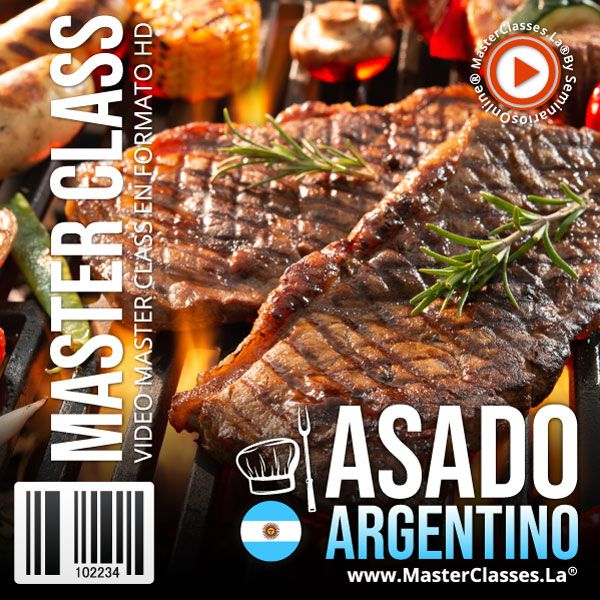 MASTER CLASS
VIDEO MASTER CLASS EN FORMATO HD
MasterClasses.La®By SeminariosOnline®
ASADO
ARGENTINO
102234
www.MasterClasses.La®